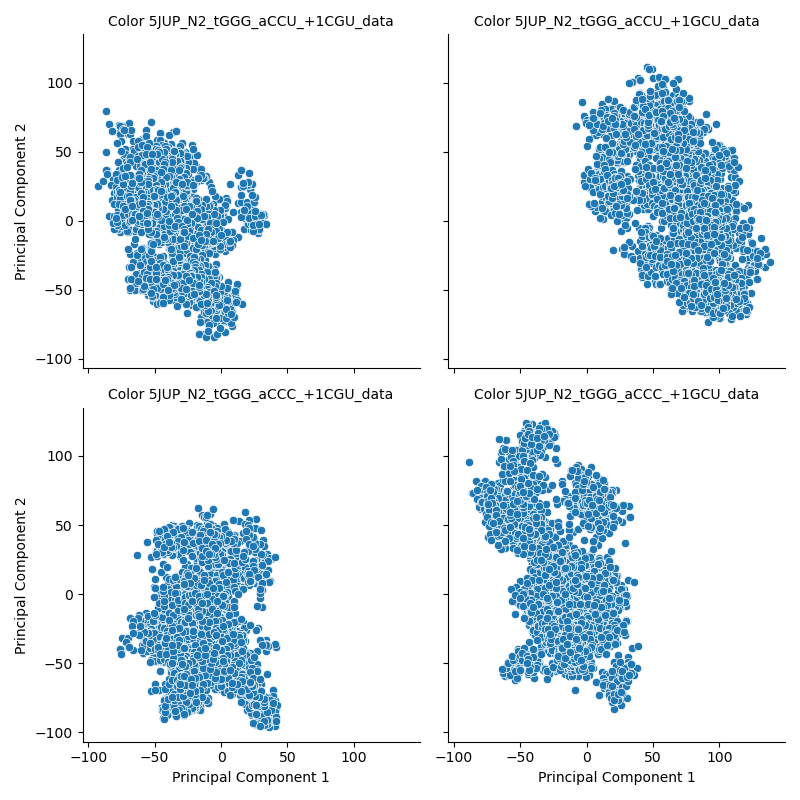 Color 5JUP_N2_tGGG_aCCU_+1CGU_data
Color 5JUP_N2_tGGG_aCCU_+1GCU_data
100
50
0
−50
−100
Principal Component 2
Color 5JUP_N2_tGGG_aCCC_+1CGU_data
Color 5JUP_N2_tGGG_aCCC_+1GCU_data
100
50
0
−50
−100
Principal Component 2
−100 −50 0 50 100
−100 −50 0 50 100
Principal Component 1
Principal Component 1